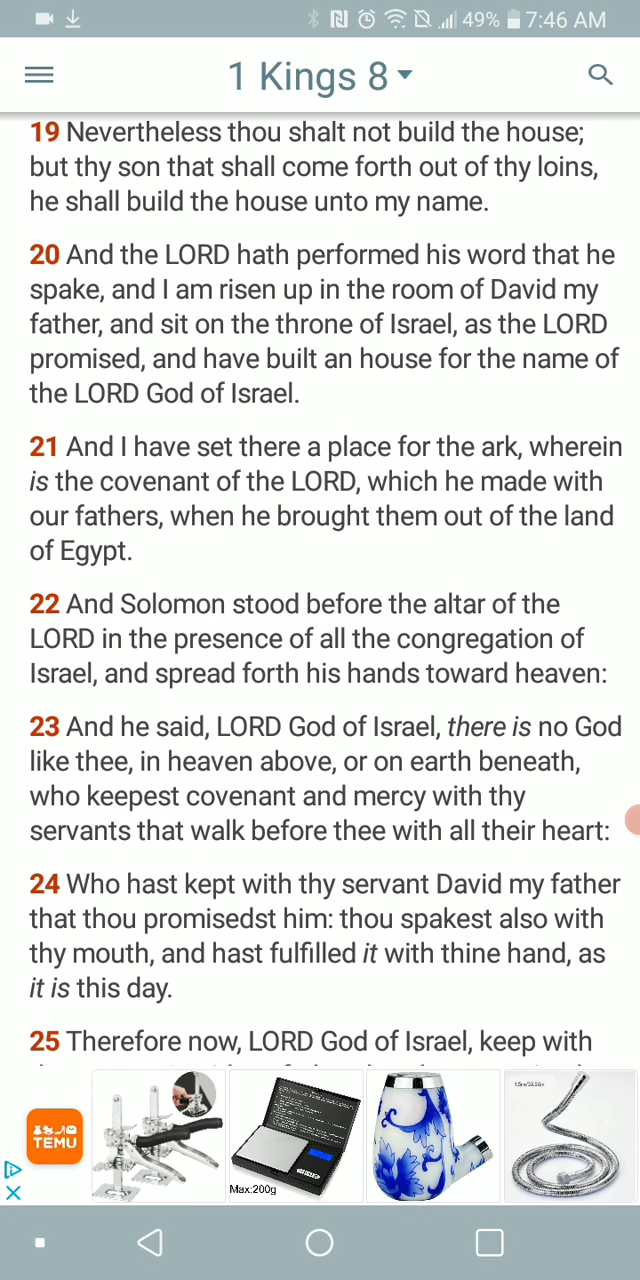 49% 7:46 AM
1 Kings 8
19 Nevertheless thou shalt not build the house;
but thy son that shall come forth out of thy loins,
he shall build the house unto my name.
20 And the LORD hath performed his word that he
spake, and I am risen up in the room of David my
father, and sit on the throne of Israel, as the LORD
promised, and have built an house for the name of
the LORD God of Israel.
21 And I have set there a place for the ark, wherein
is the covenant of the LORD, which he made with
our fathers, when he brought them out of the land
of Egypt.
22 And Solomon stood before the altar of the
LORD in the presence of all the congregation of
Israel, and spread forth his hands toward heaven:
23 And he said, LORD God of Israel, there is no God
like thee, in heaven above, or on earth beneath,
who keepest covenant and mercy with thy
servants that walk before thee with all their heart:
24 Who hast kept with thy servant David my father
that thou promisedst him: thou spakest also with
thy mouth, and hast fulfilled it with thine hand, as
it is this day.
25 Therefore now, LORD God of Israel, keep with
TEMU
Max:200g